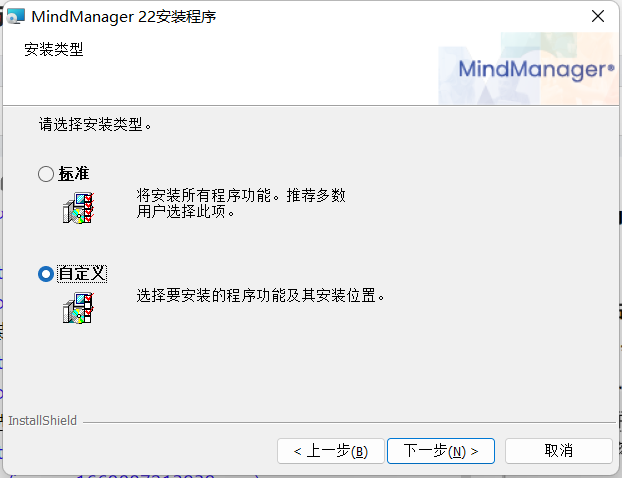 MindManager 22安装程序
安装类型
MindManager®
请选择安装类型。
标准
将安装所有程序功能。推荐多数
用户选择此项。
自定义
选择要安装的程序功能及其安装位置。
InstallShield
< 上一步(B)
下一步(N) >
取消